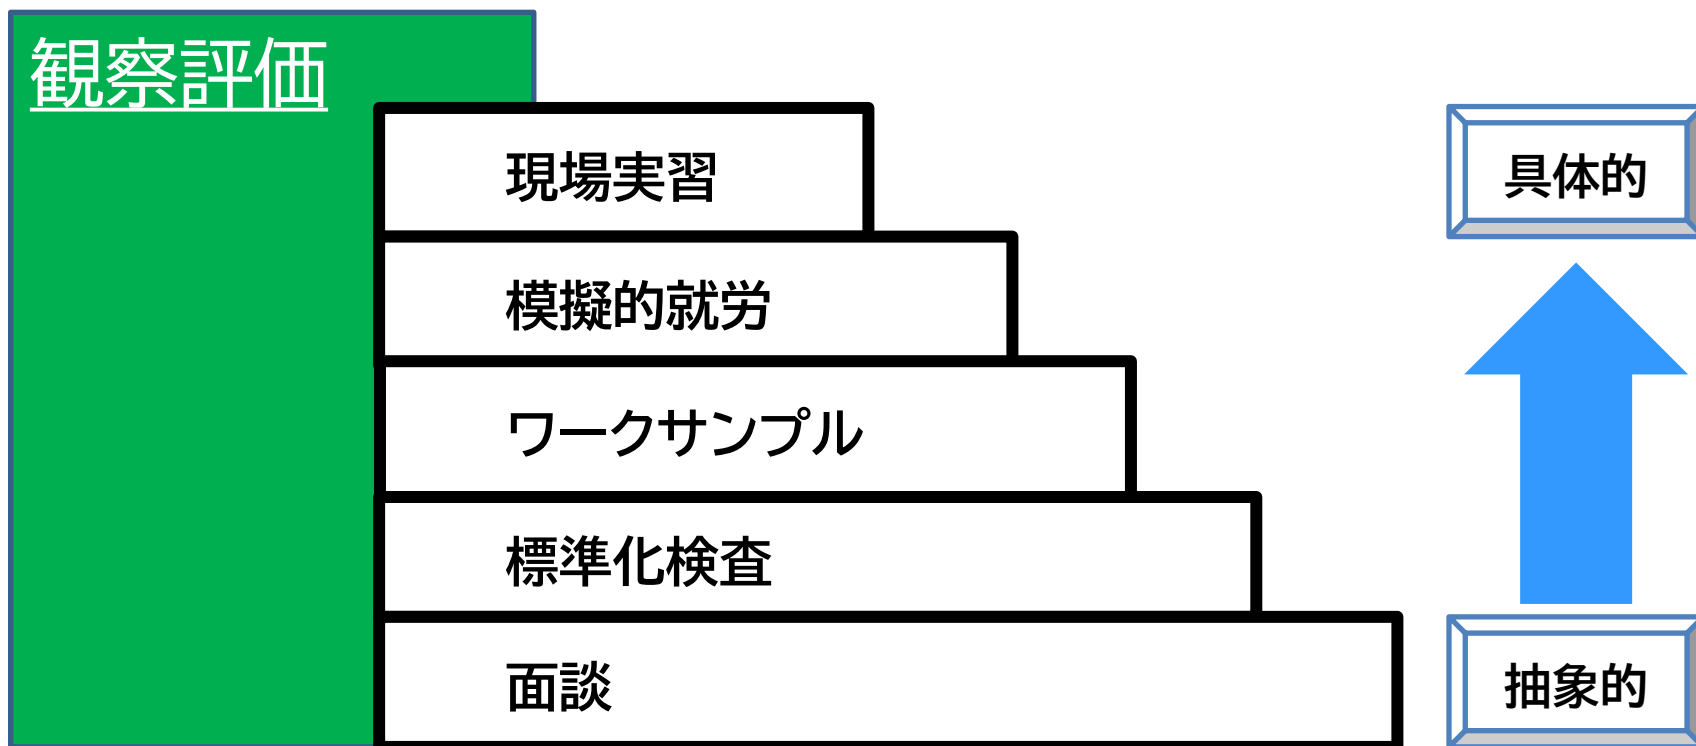 観察評価
現場実習
具体的
模擬的就労
ワークサンプル
標準化検査
面談
抽象的